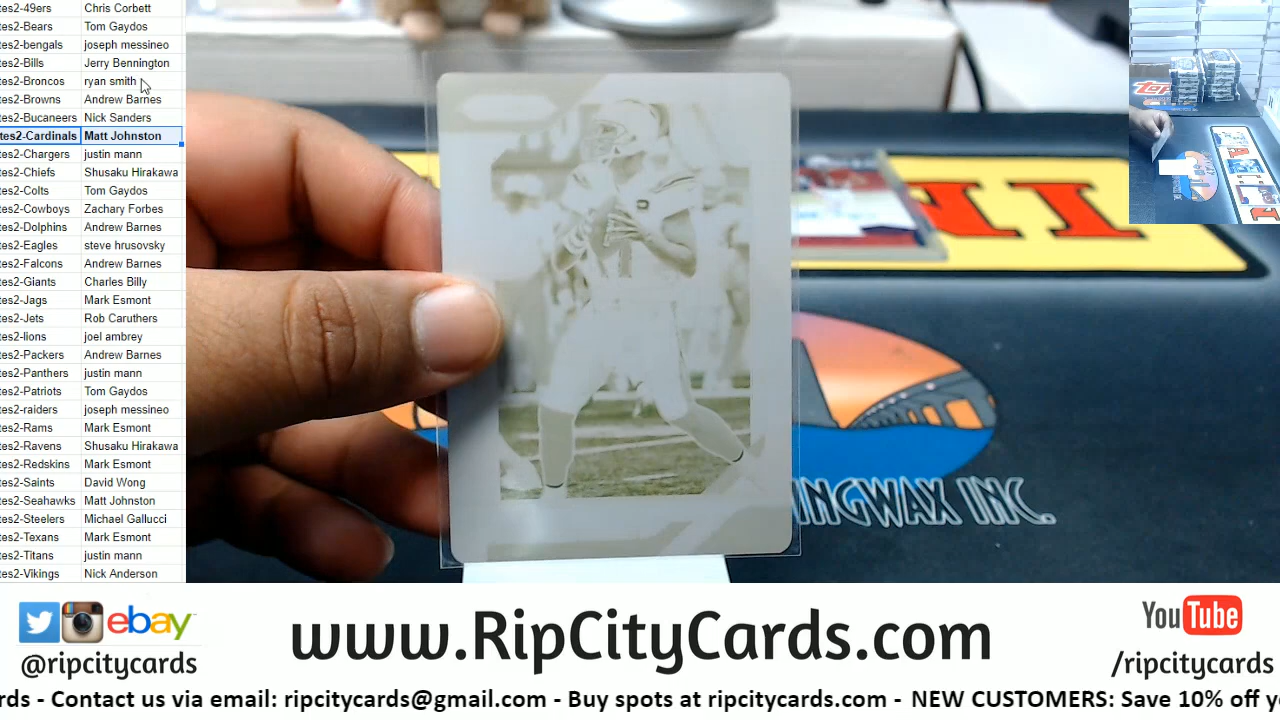 tes2-49ers Chris Corbett
tes2-Bears Tom Gaydos
tes2-bengals joseph messineo
tes2-Bills Jerry Bennington
tes2-Broncos ryan smith
tes2-Browns Andrew Barnes
tes2-Bucaneers Nick Sanders
tes2-Cardinals Matt Johnston
tes2-Chargers justin mann
tes2-Chiefs Shusaku Hirakawa
tes2-Colts Tom Gaydos
tes2-Cowboys Zachary Forbes
tes2-Dolphins Andrew Barnes
tes2-Eagles steve hrusovsky
tes2-Falcons Andrew Barnes
tes2-Giants Charles Billy
tes2-Jags Mark Esmont
tes2-Jets Rob Caruthers
tes2-lions joel ambrey
tes2-Packers Andrew Barnes
tes2-Panthers justin mann
tes2-Patriots Tom Gaydos
tes2-raiders joseph messineo
tes2-Rams Mark Esmont
tes2-Ravens Shusaku Hirakawa
tes2-Redskins Mark Esmont
tes2-Saints David Wong
tes2-Seahawks Matt Johnston
tes2-Steelers Michael Gallucci
tes2-Texans Mark Esmont
tes2-Titans justin mann
tes2-Vikings Nick Anderson
NI
INGWAX INC.
ebay
@ripcitycards
www.RipCityCards.com
YouTube
/ripcitycards
rds - Contact us via email: ripcitycards@gmail.com - Buy spots at ripcitycards.com - NEW CUSTOMERS: Save 10% off y